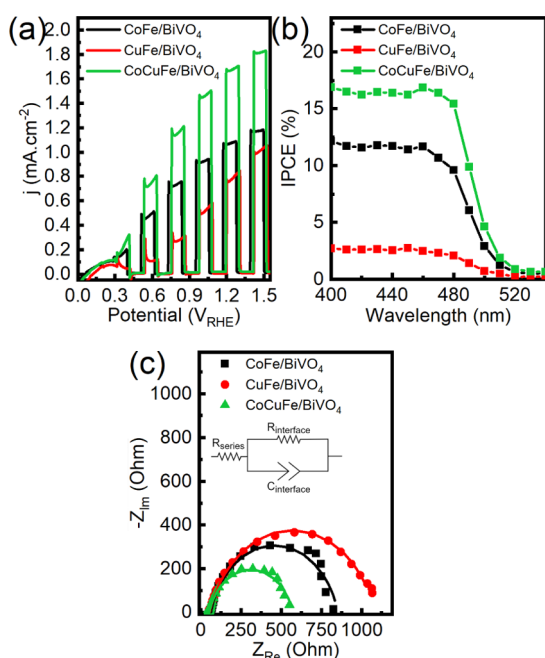 (a)
CoFe/BiVO4
CuFe/BiVO4
CoCuFe/BiVO4
j (mA.cm-2)
2.0
1.8
1.6
1.4
1.2
1.0
0.8
0.6
0.4
0.2
0.0
0.0 0.3 0.6 0.9 1.2 1.5
Potential (VRHE)
(b)
CoFe/BiVO4
CuFe/BiVO4
CoCuFe/BiVO4
IPCE (%)
20
15
10
5
0
400 440 480 520
Wavelength (nm)
(c)
CoFe/BiVO4
CuFe/BiVO4
CoCuFe/BiVO4
Rinterface
Rseries
Cinterface
-ZIm (Ohm)
1000
800
600
400
200
0
0 250 500 750 1000
ZRe (Ohm)